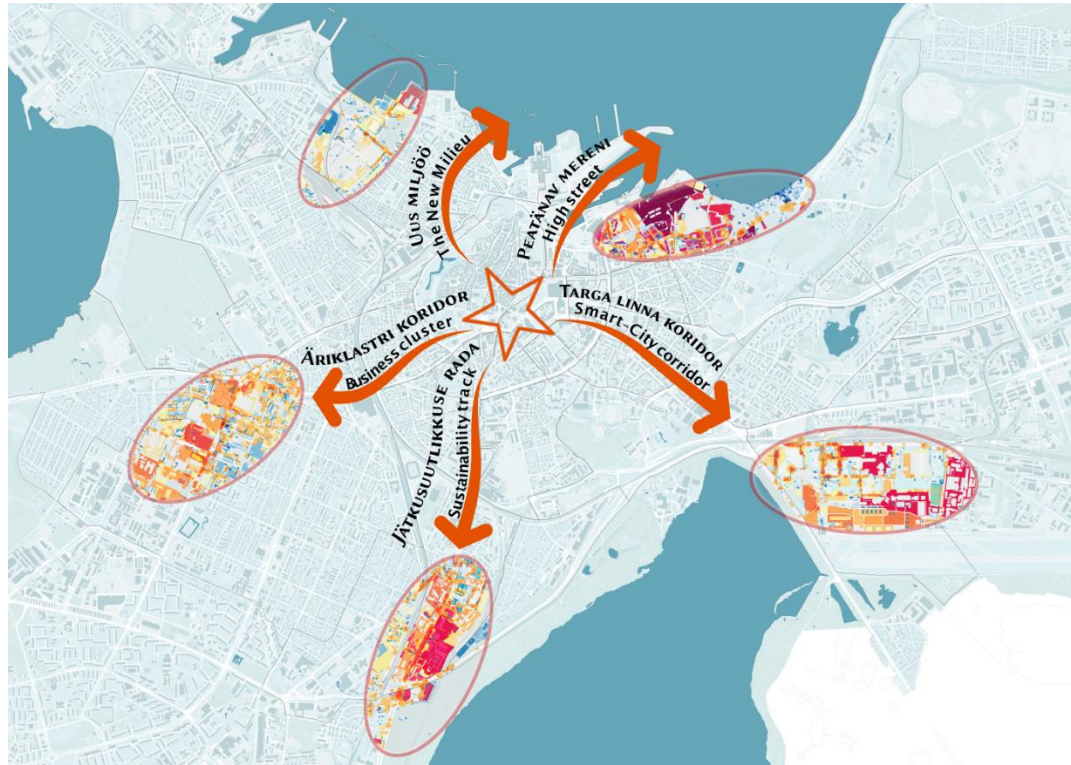 UUS MILJÖÖ
The New Milieu
PEATÄNAV MERENI
High street
TARGA LINNA KORIDOR
Smart-City corridor
ÄRIKLASTRI KORIDOR
Business cluster
JÄTKUSUUTLIKKUSE RADA
Sustainability track